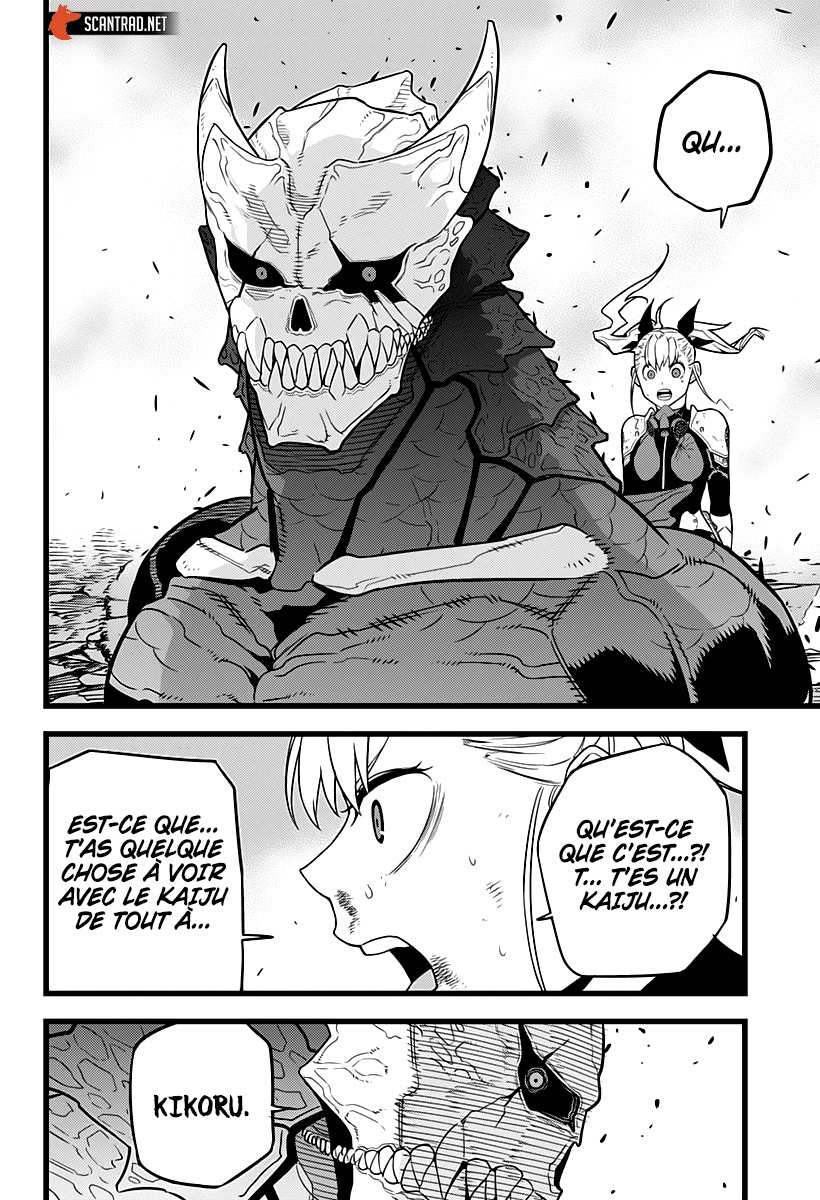 SCANTRAD.NET
QU...
QU'EST-CE
QUE C'EST...?!
T... T'ES UN
KAIJU...?!
EST-CE QUE...
T'AS QUELQUE
CHOSE À VOIR
AVEC LE KAIJU
DE TOUT À...
KIKORU.